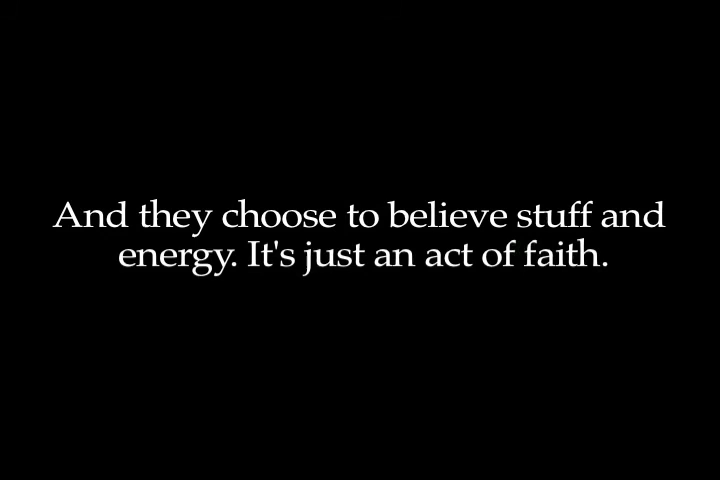 And they choose to believe stuff and
energy. It's just an act of faith.